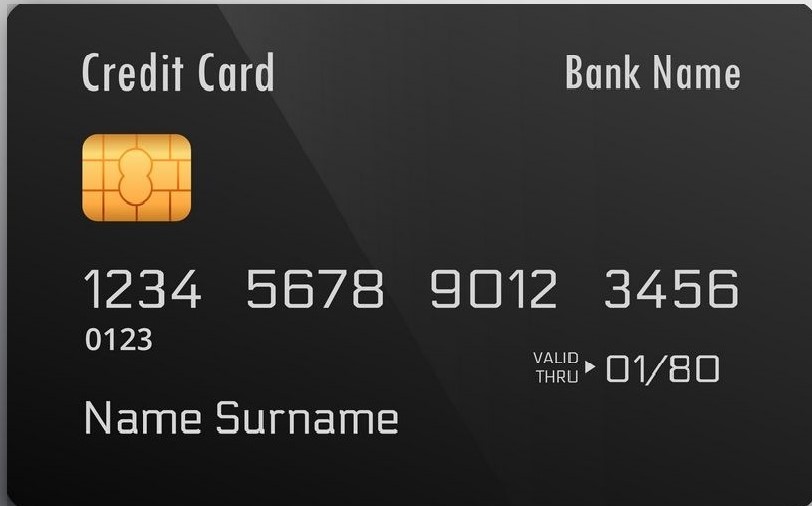 Credit Card Bank Name
1234 5678 9012 3456
0123
VALID
THRU 01/80
Name Surname